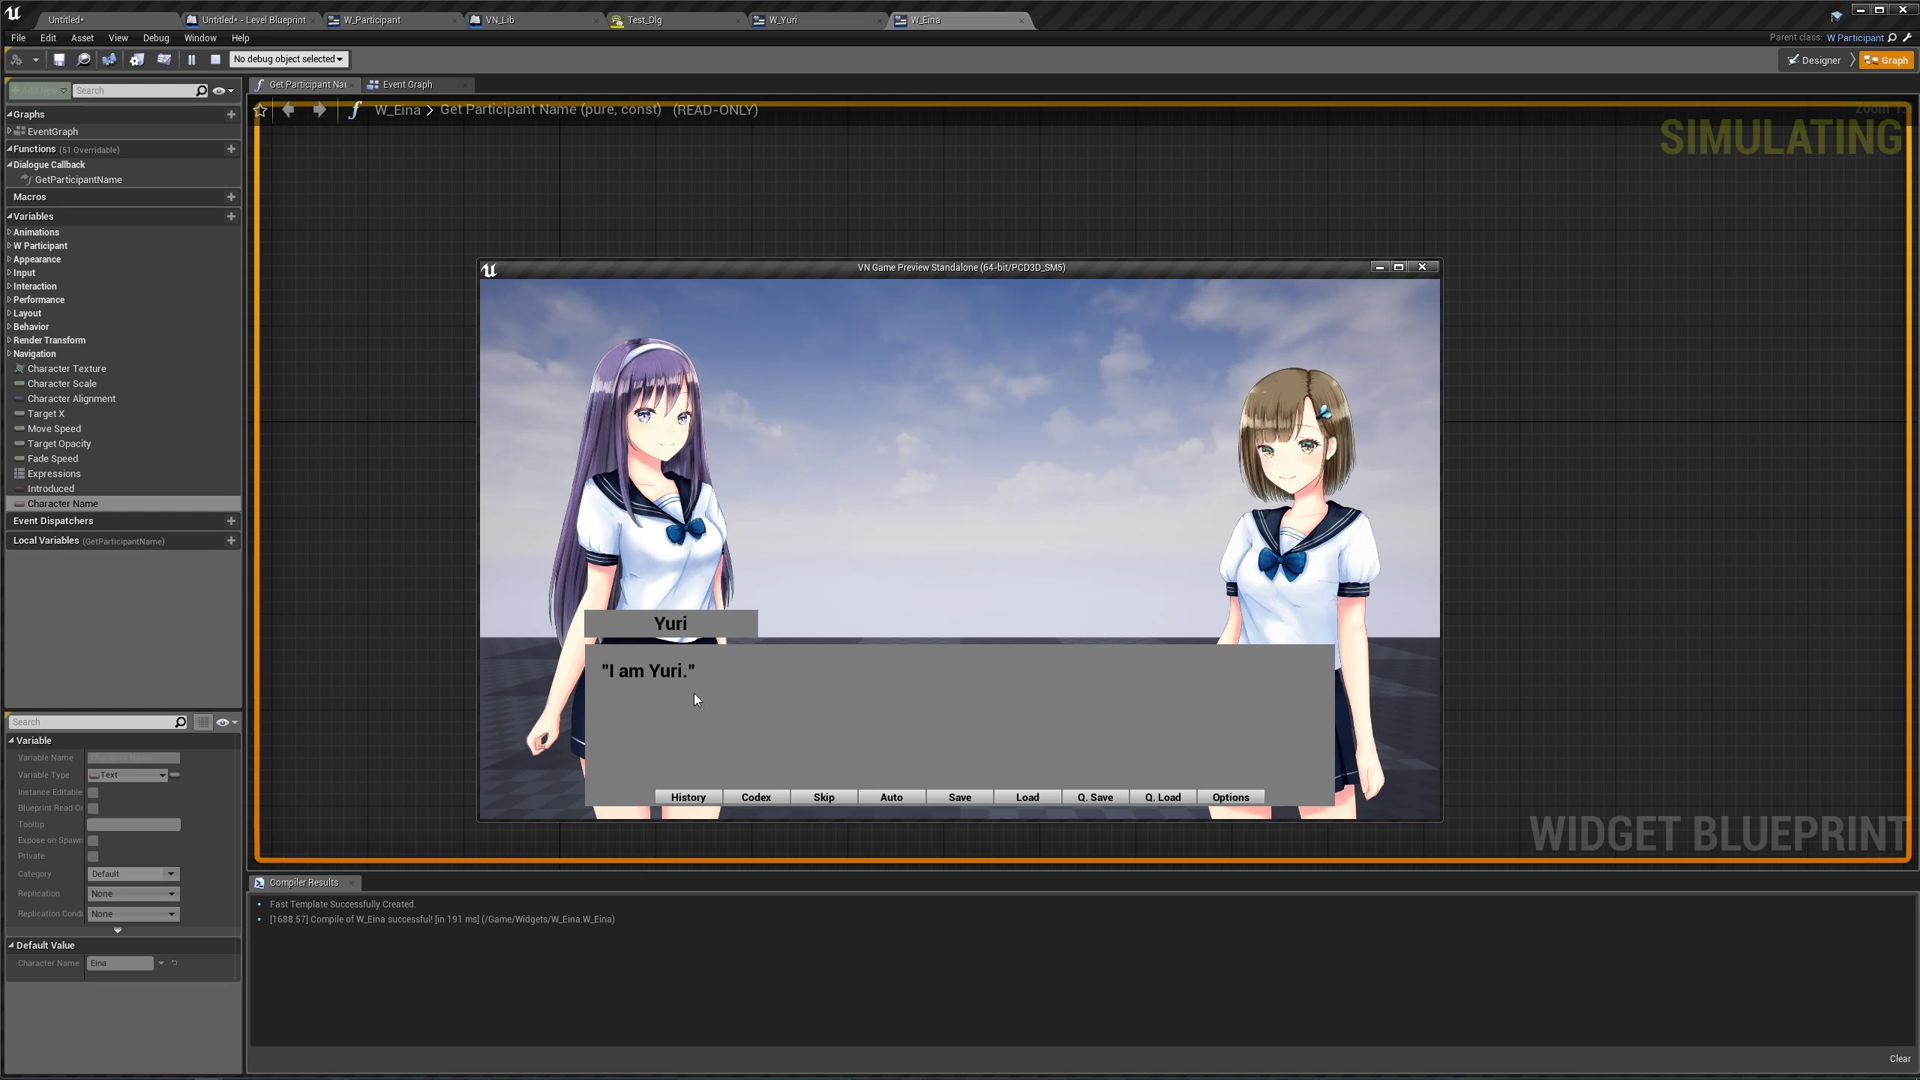 Untitled*
Untitled* - Level Blueprint
W_Participant
VN_Lib
Test_Dlg
W_Yuri
W_Eina
File Edit Asset View Debug Window Help
Parent class: W Participant
No debug object selected
Designer
Graph
Add New
Search
Get Participant Na
Event Graph
W_Eina > Get Participant Name (pure, const) (READ-ONLY)
SIMULATING
Graphs
EventGraph
Functions (51 Overridable)
Dialogue Callback
GetParticipantName
Macros
Variables
Animations
W Participant
Appearance
Input
Interaction
Performance
Layout
Behavior
Render Transform
Navigation
Character Texture
Character Scale
Character Alignment
Target X
Move Speed
Target Opacity
Fade Speed
Expressions
Introduced
Character Name
Event Dispatchers
Local Variables (GetParticipantName)
VN Game Preview Standalone (64-bit/PCD3D_SM5)
Yuri
"I am Yuri."
History Codex Skip Auto Save Load Q. Save Q. Load Options
WIDGET BLUEPRINT
Search
Variable
Variable Name
Variable Type Text
Instance Editable
Blueprint Read O
Tooltip
Expose on Spawn
Private
Category Default
Replication None
Replication Condi None
Default Value
Character Name Eina
Compiler Results
Fast Template Successfully Created.
[1688.57] Compile of W_Eina successful! [in 191 ms] (/Game/Widgets/W_Eina.W_Eina)
Clear